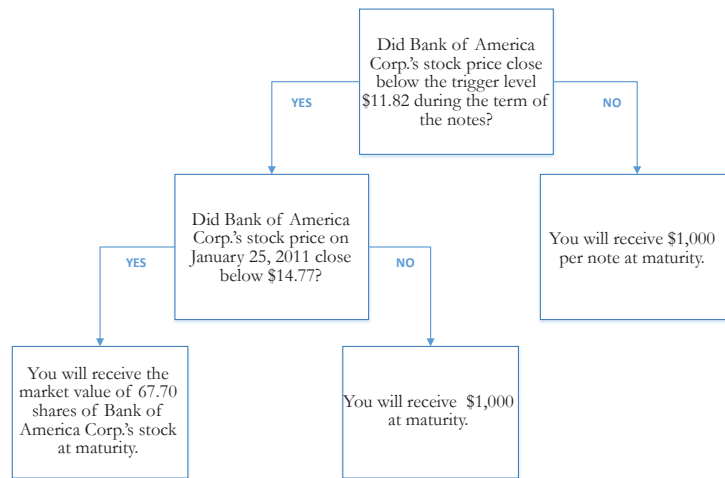 Did Bank of America
Corp.'s stock price close
below the trigger level
$11.82 during the term of
the notes?
YES
NO
Did Bank of America
Corp.'s stock price on
January 25, 2011 close
below $14.77?
You will receive $1,000
per note at maturity.
YES
NO
You will receive the
market value of 67.70
shares of Bank of
America Corp.'s stock
at maturity.
You will receive $1,000
at maturity.